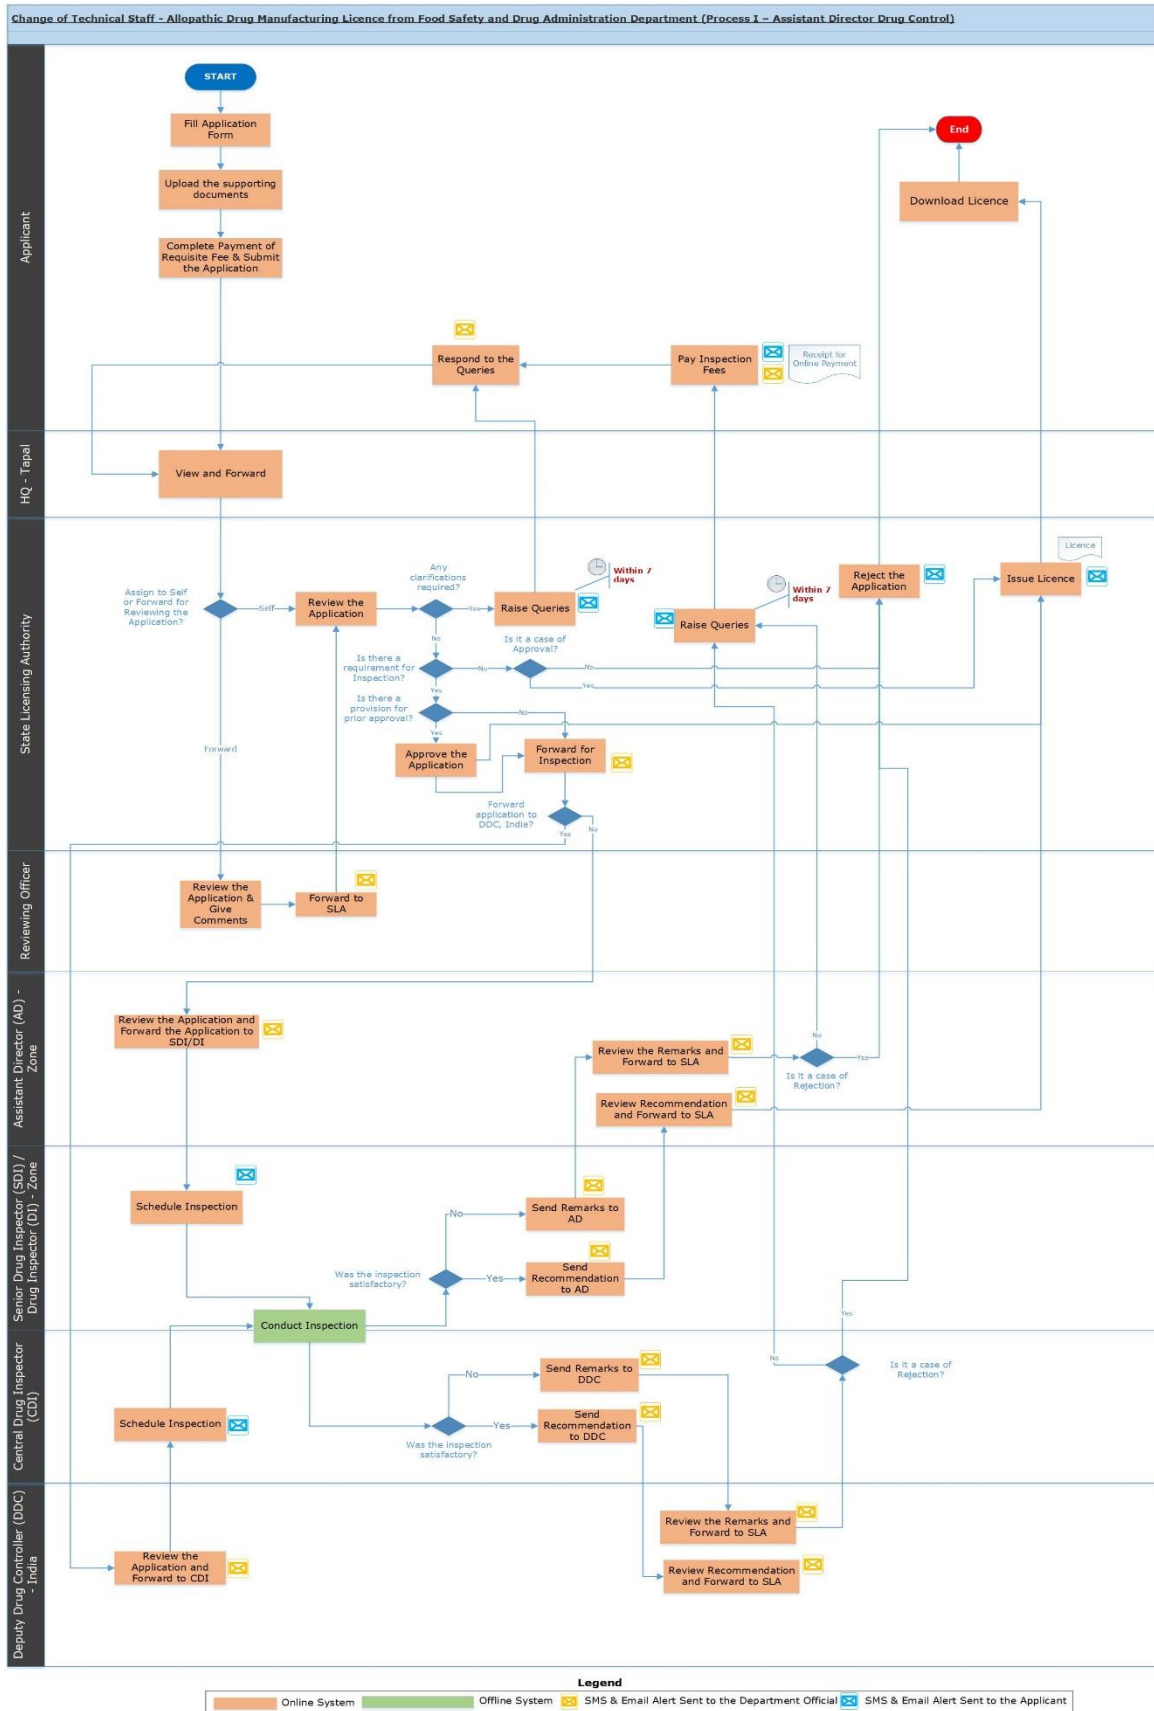 Change of Technical Staff - Allopathic Drug Manufacturing Licence from Food Safety and Drug Administration Department (Process I – Assistant Director Drug Control)
Applicant
START
Fill Application
Form
Upload the supporting
documents
Complete Payment of
Requisite Fee & Submit
the Application
End
Download Licence
Respond to the
Queries
Pay Inspection
Fees
Receipt for
Online Payment
HQ - Tapal
View and Forward
State Licensing Authority
Assign to Self
or Forward for
Reviewing the
Application?
Self
Review the
Application
Any
clarifications
required?
Yes
Raise Queries
Within 7
days
Raise Queries
Within 7
days
Reject the
Application
Licence
Issue Licence
No
Is there a
requirement for
Inspection?
No
Is it a case of
Approval?
No
Yes
Yes
Is there a
provision for
prior approval?
No
Yes
Forward
Approve the
Application
Forward for
Inspection
Forward
application to
DDC, India?
Yes
No
Reviewing Officer
Review the
Application &
Give
Comments
Forward to
SLA
Assistant Director (AD) -
Zone
Review the Application and
Forward the Application to
SDI/DI
Review the Remarks and
Forward to SLA
No
Yes
Is it a case of
Rejection?
Review Recommendation
and Forward to SLA
Senior Drug Inspector (SDI) /
Drug Inspector (DI) - Zone
Schedule Inspection
No
Send Remarks to
AD
Was the inspection
satisfactory?
Yes
Send
Recommendation
to AD
Conduct Inspection
Yes
Central Drug Inspector
(CDI)
No
Is it a case of
Rejection?
No
Send Remarks to
DDC
Schedule Inspection
Yes
Send
Recommendation
to DDC
Was the inspection
satisfactory?
Deputy Drug Controller (DDC)
- India
Review the Remarks and
Forward to SLA
Review the
Application and
Forward to CDI
Review Recommendation
and Forward to SLA
Legend
Online System
Offline System
SMS & Email Alert Sent to the Department Official
SMS & Email Alert Sent to the Applicant